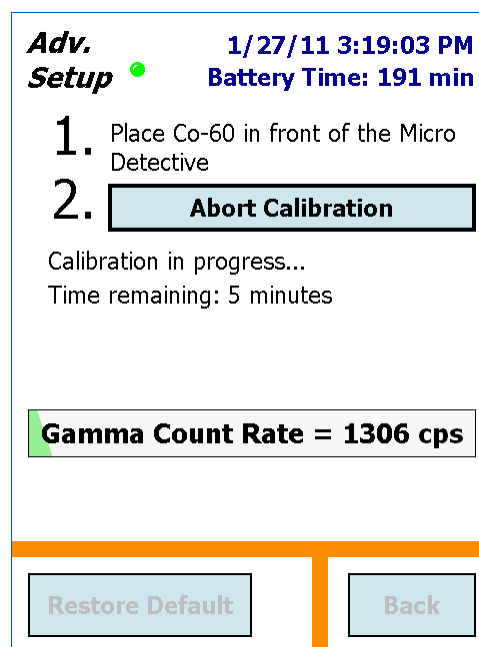 Adv.
Setup
1/27/11 3:19:03 PM
Battery Time: 191 min
1. Place Co-60 in front of the Micro
Detective
2. Abort Calibration
Calibration in progress...
Time remaining: 5 minutes
Gamma Count Rate = 1306 cps
Restore Default
Back